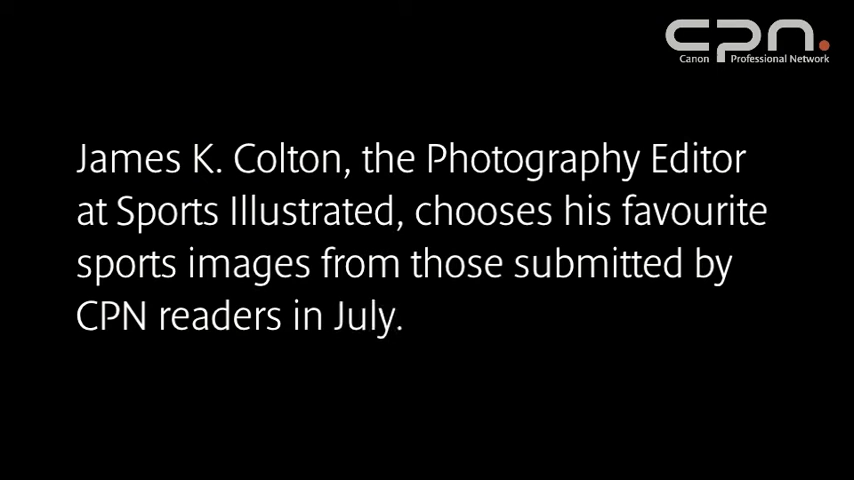 cpn.
Canon Professional Network
James K. Colton, the Photography Editor
at Sports Illustrated, chooses his favourite
sports images from those submitted by
CPN readers in July.